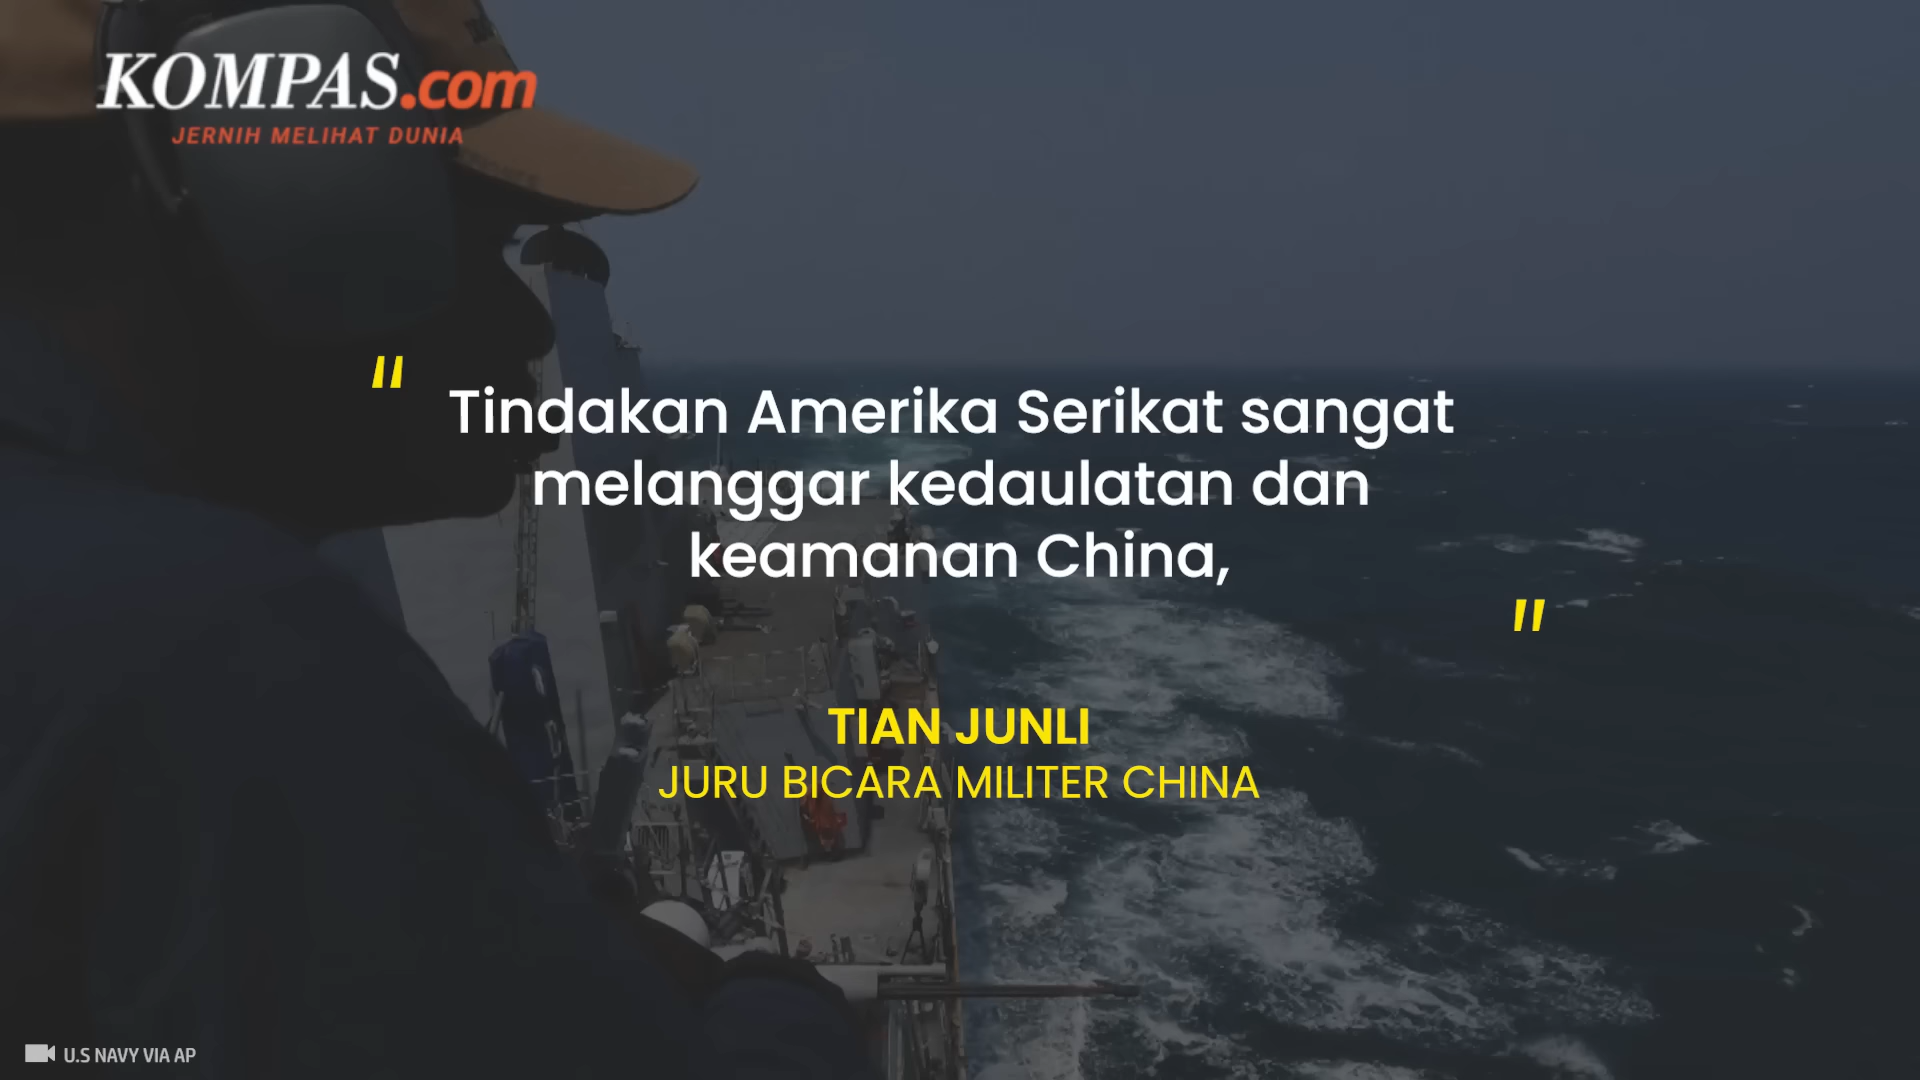 KOMPAS.com
JERNIH MELIHAT DUNIA
" Tindakan Amerika Serikat sangat
melanggar kedaulatan dan
keamanan China, "
TIAN JUNLI
JURU BICARA MILITER CHINA
U.S NAVY VIA AP